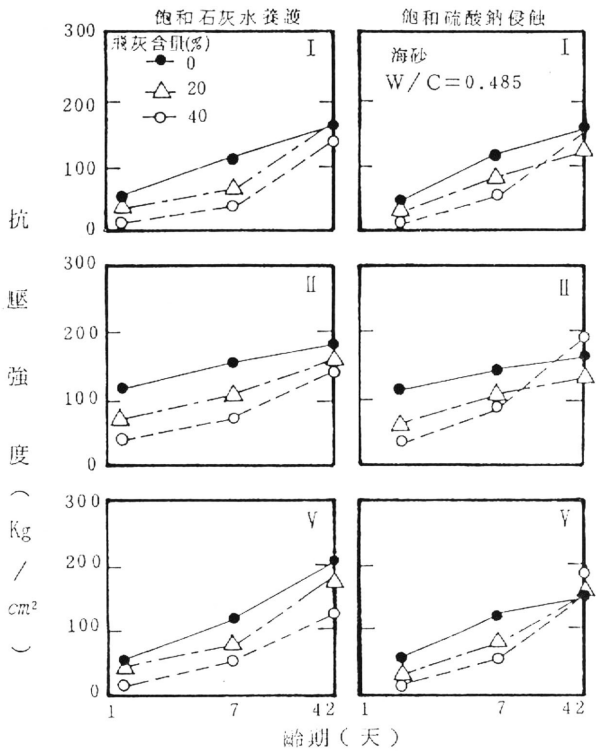 飽和石灰水養護
飽和硫酸鈉侵蝕
300
飛灰含量(%)
0
20
40
I
200
100
0
海砂
W/C=0.485
I
300
II
200
100
0
II
300
V
200
100
0
V
抗壓強度(Kg/cm²)
1 7 42
1 7 42
齡期(天)